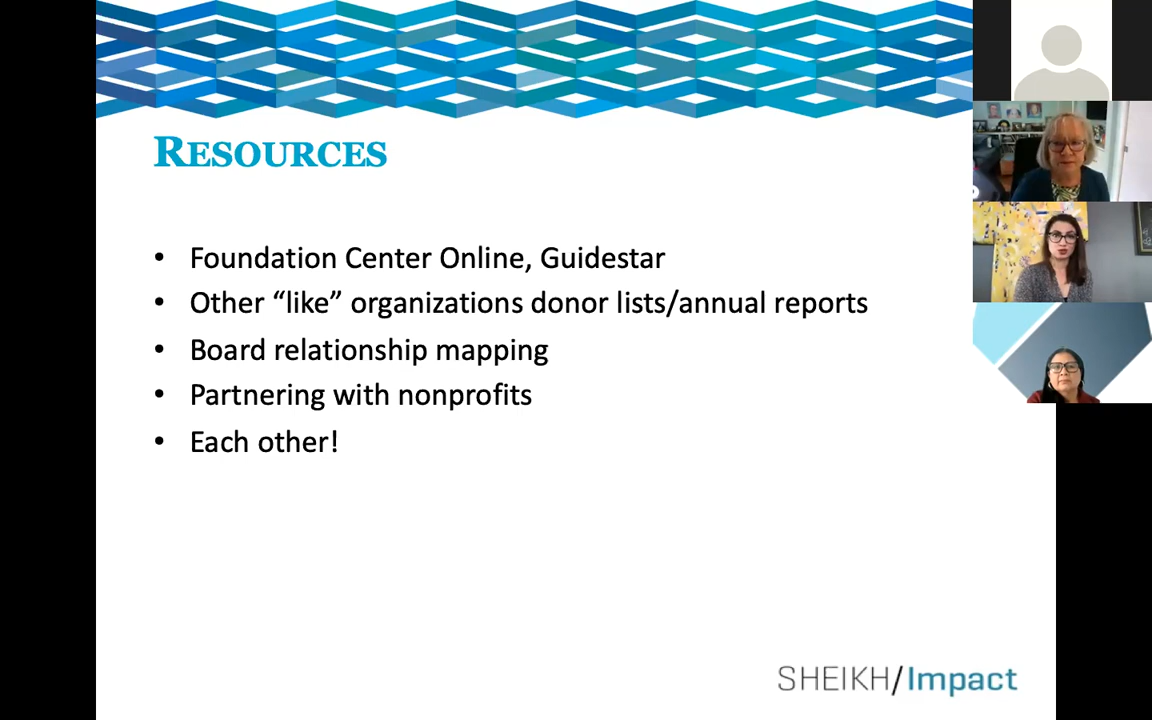 RESOURCES
• Foundation Center Online, Guidestar
• Other “like” organizations donor lists/annual reports
• Board relationship mapping
• Partnering with nonprofits
• Each other!
SHEIKH/Impact